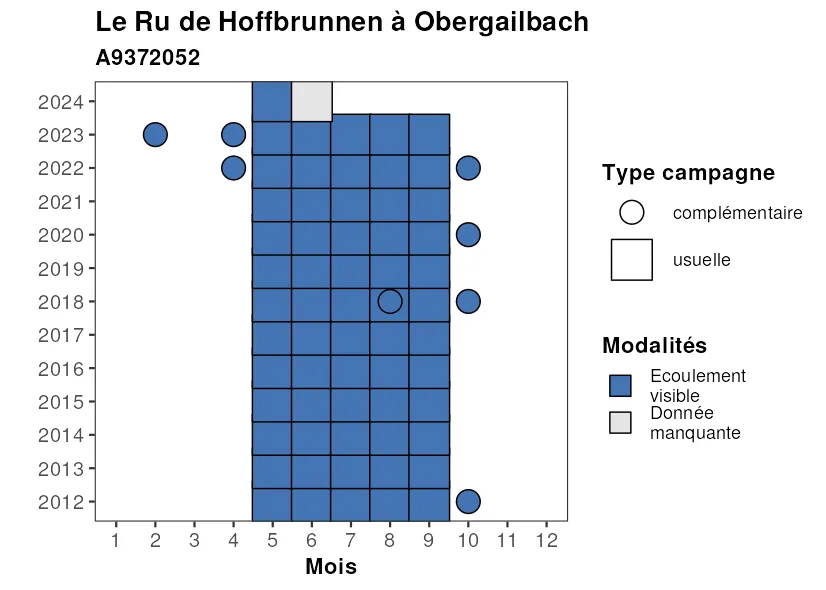 Le Ru de Hoffbrunnen à Obergailbach
A9372052
2024
2023
2022
2021
2020
2019
2018
2017
2016
2015
2014
2013
2012
1 2 3 4 5 6 7 8 9 10 11 12
Mois
Type campagne
complémentaire
usuelle
Modalités
Ecoulement
visible
Donnée
manquante